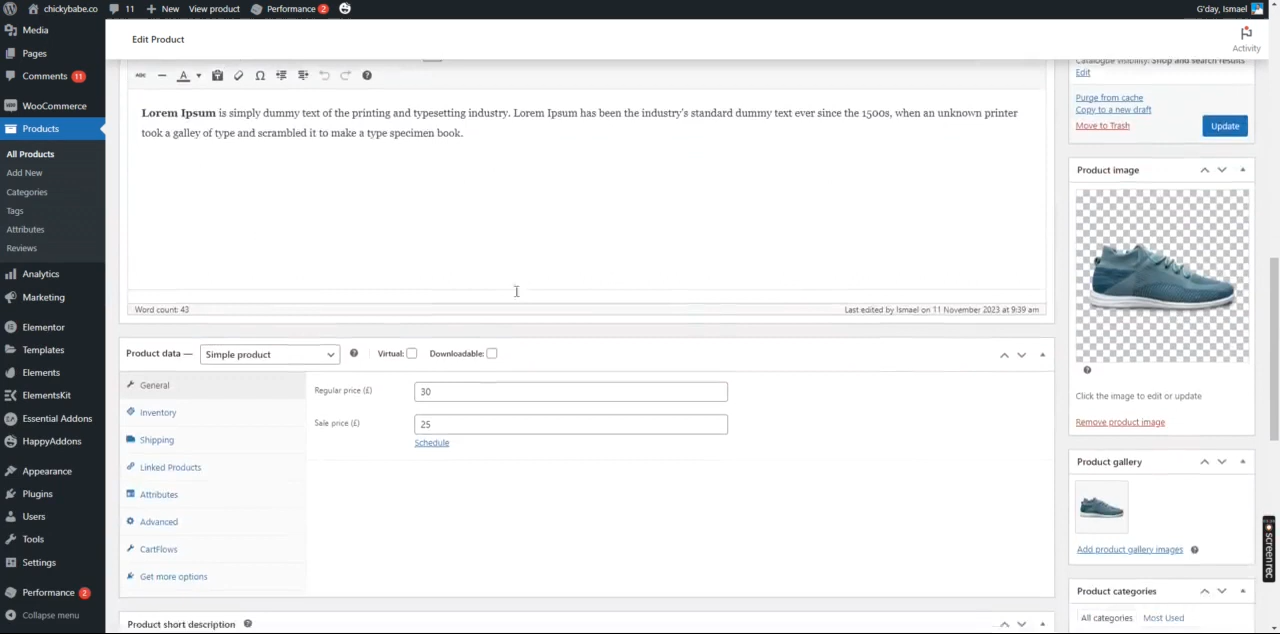 chickybabe.co
11
New
View product
Performance 2
G'day, Ismael
Media
Pages
Comments 11
WooCommerce
Products
All Products
Add New
Categories
Tags
Attributes
Reviews
Analytics
Marketing
Elementor
Templates
Elements
ElementsKit
Essential Addons
HappyAddons
Appearance
Plugins
Users
Tools
Settings
Performance 2
Collapse menu
Edit Product
Activity
ABC
A
Lorem Ipsum is simply dummy text of the printing and typesetting industry. Lorem Ipsum has been the industry's standard dummy text ever since the 1500s, when an unknown printer
took a galley of type and scrambled it to make a type specimen book.
Word count: 43
Last edited by Ismael on 11 November 2023 at 9:39 am
Product data —
Simple product
Virtual:
Downloadable:
General
Inventory
Shipping
Linked Products
Attributes
Advanced
CartFlows
Get more options
Regular price (£)
30
Sale price (£)
25
Schedule
Product short description
Catalogue visibility: Shop and search results
Edit
Purge from cache
Copy to a new draft
Move to Trash
Update
Product image
Click the image to edit or update
Remove product image
Product gallery
Add product gallery images
Product categories
All categories
Most Used
screenrec